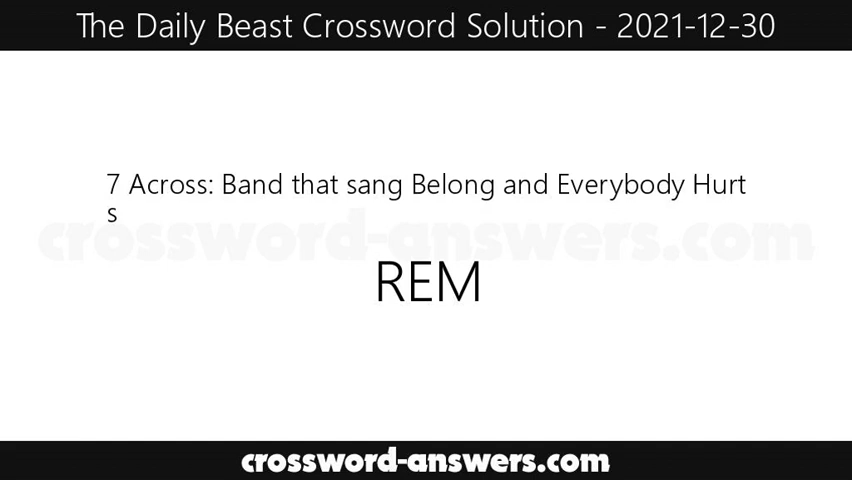 The Daily Beast Crossword Solution - 2021-12-30
7 Across: Band that sang Belong and Everybody Hurt
s
crossword-answers.com
REM
crossword-answers.com